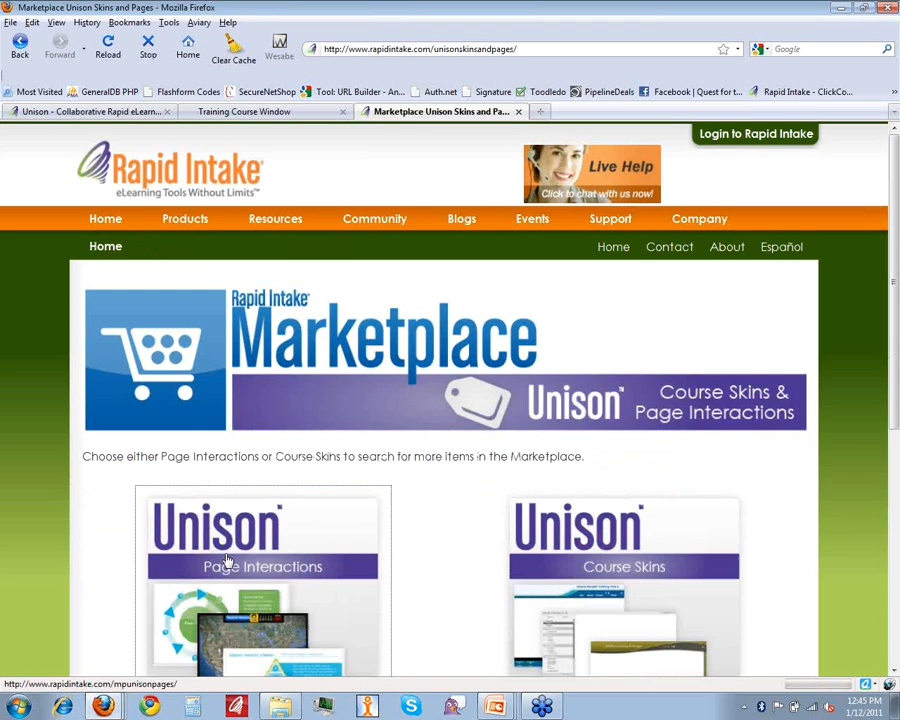 Marketplace Unison Skins and Pages - Mozilla Firefox
File Edit View History Bookmarks Tools Aviary Help
Back Forward Reload Stop Home Clear Cache Wesabe
http://www.rapidintake.com/unisonskinsandpages/
Google
Most Visited GeneralDB PHP Flashform Codes SecureNetShop Tool: URL Builder - An... Auth.net Signature Toodledo PipelineDeals Facebook | Quest for t... Rapid Intake - ClickCo...
Unison - Collaborative Rapid eLearn... Training Course Window Marketplace Unison Skins and Pa...
Login to Rapid Intake
Rapid Intake
eLearning Tools Without Limits™
Live Help
Click to chat with us now!
Home Products Resources Community Blogs Events Support Company
Home Home Contact About Español
Rapid Intake
Marketplace
Unison™ Course Skins &
Page Interactions
Choose either Page Interactions or Course Skins to search for more items in the Marketplace.
Unison™ Unison™
Page Interactions Course Skins
http://www.rapidintake.com/mpunisonpages/
12:45 PM
1/12/2011